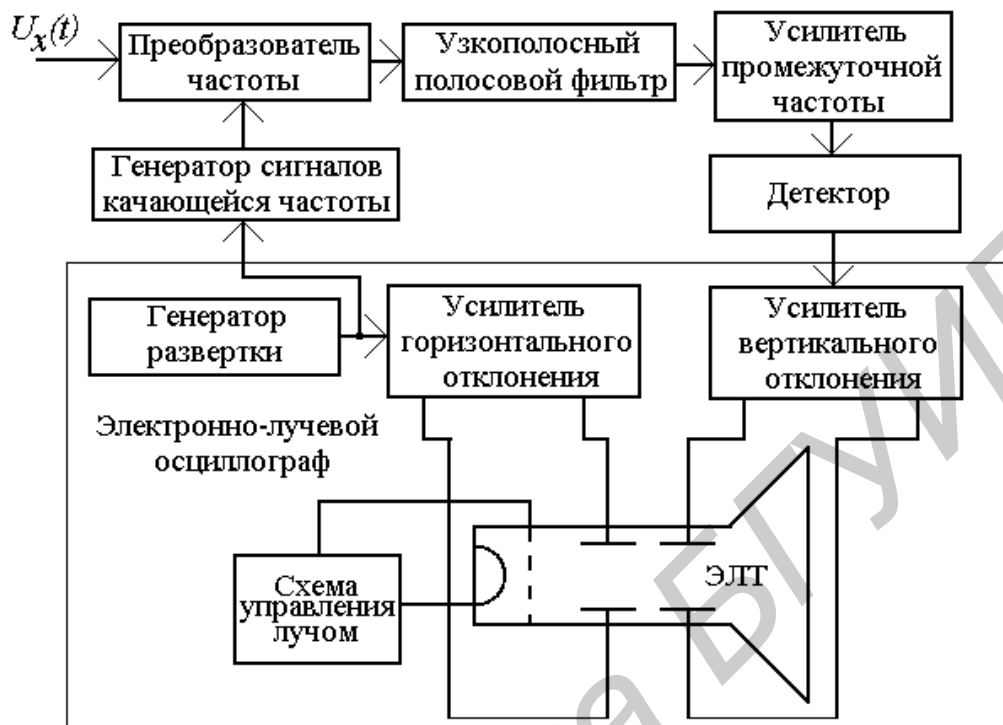 Uₓ(t)
Преобразователь
частоты
Узкополосный
полосовой фильтр
Усилитель
промежуточной
частоты
Генератор сигналов
качающейся частоты
Детектор
Генератор
развертки
Усилитель
горизонтального
отклонения
Усилитель
вертикального
отклонения
Электронно-лучевой
осциллограф
Схема
управления
лучом
ЭЛТ